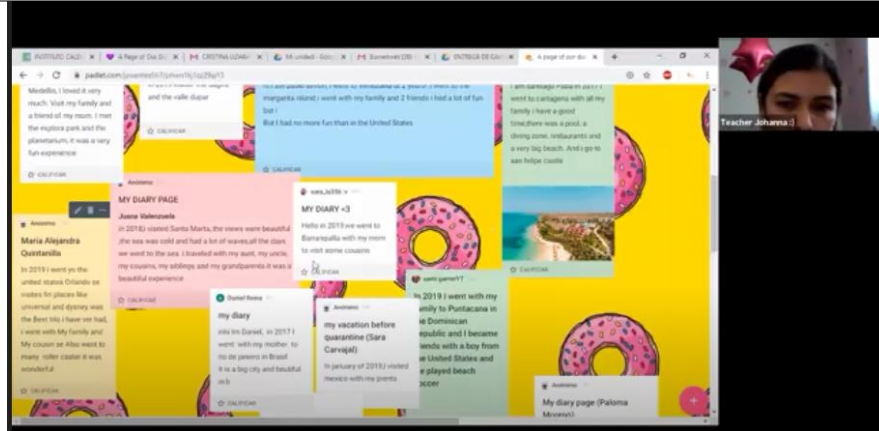 padlet.com/
Teacher Johanna :)
Medellin, I loved it very
much. Visit my family and
a friend of my mom. I met
the explora park and the
planetarium, it was a very
fun experience
CALIFICAR
and the valle dupar
CALIFICAR
margarita island i went with my family and 2 friends i had a lot of fun
but I
But I had no more fun than in the United States
CALIFICAR
went to cartagena with all my
family i have a good
time,there was a pool, a
diving zone, restaurants and
a very big beach. And i go to
san felipe castle
CALIFICAR
Anónimo
MY DIARY PAGE
Juana Valenzuela
in 2018,I visited Santa Marta, the views were beautiful
,the sea was cold and had a lot of waves,all the days
we went to the sea. i traveled with my aunt, my uncle,
my cousins, my siblings and my grandparents it was a
beautiful experience
CALIFICAR
MY DIARY <3
Hello in 2019,we went to
Barranquilla with my mom
to visit some cousins
CALIFICAR
Anónimo
María Alejandra
Quintanilla
In 2019 i went yo the
united states Orlando se
visites fin places like
universal and dysney was
the Best
i have ver had,
i went with My family and
My cousin se Also went to
many roller caster it was
wonderful
CALIFICAR
Daniel Reina
my diary
Im Daniel, in 2017 I
went with my mother to
rio de janeiro in Brasil
it is a big city and
CALIFICAR
Anónimo
my vacation before
quarantine (Sara
Carvajal)
In january of 2019,I visited
mexico with my
In 2019 I went with my
family to Puntacana in
the Dominican
Republic and I became
friends with a boy from
the United States and
we played beach
soccer
Anónimo
My diary page (Paloma